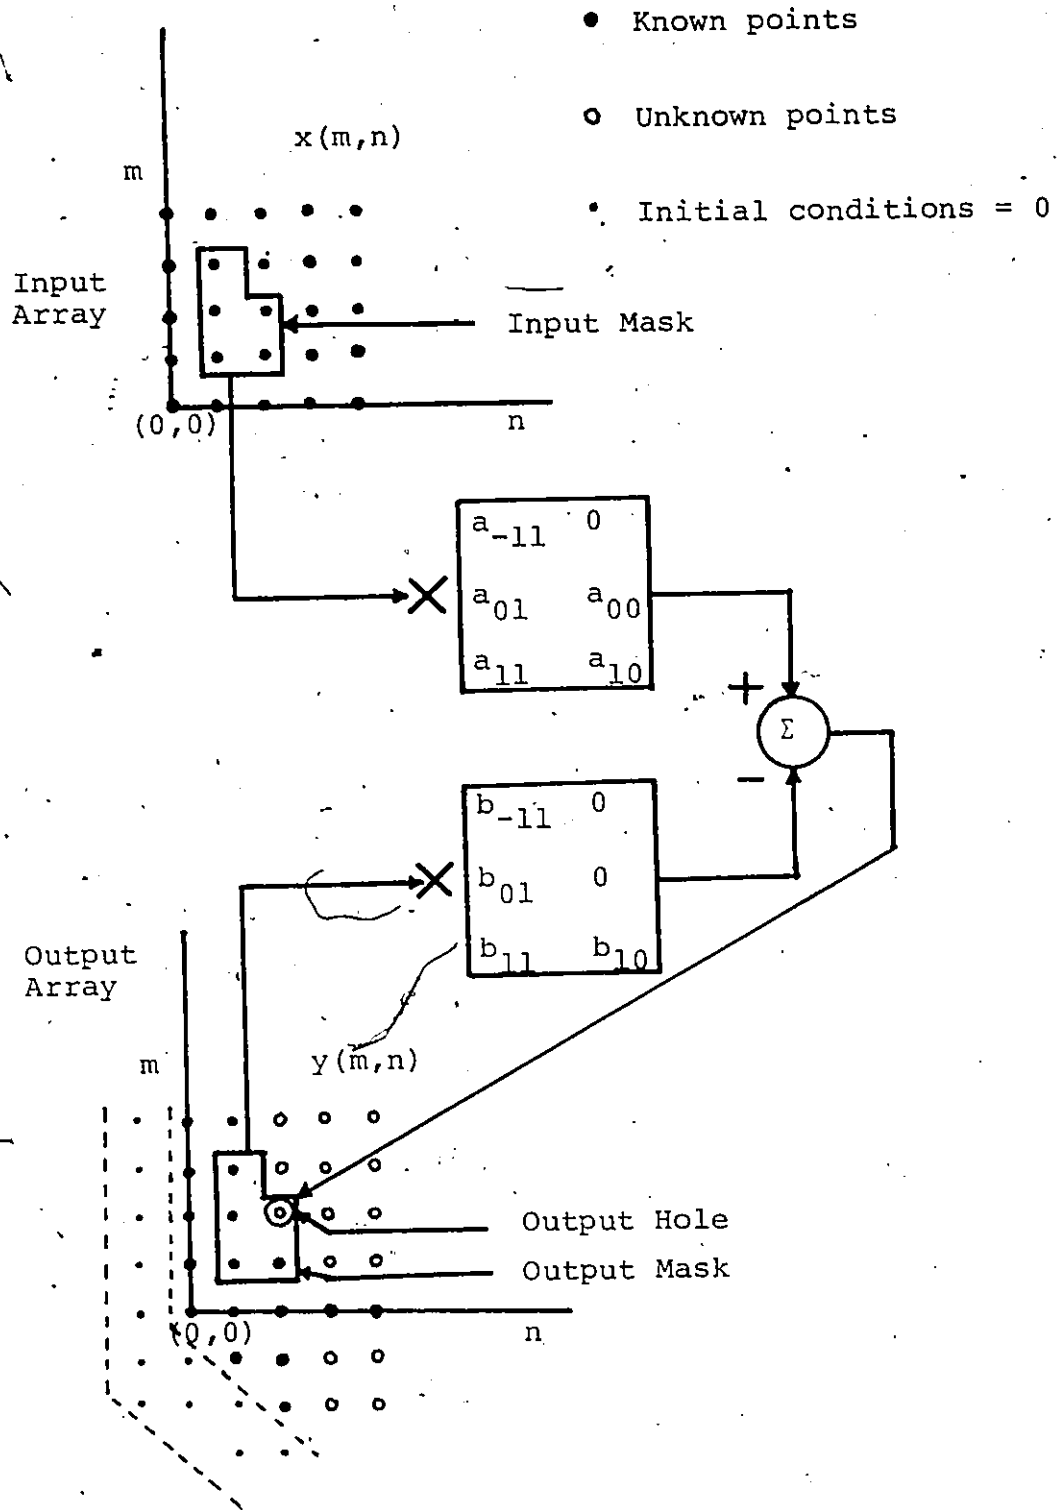 Known points
Unknown points
Initial conditions = 0
x(m,n)
m
Input
Array
Input Mask
(0,0)
n
a-11 0
a01 a00
a11 a10
+
Σ
−
b-11 0
b01 0
b11 b10
Output
Array
m
y(m,n)
Output Hole
Output Mask
(0,0)
n